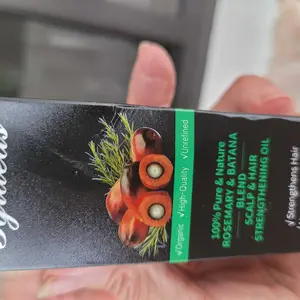 √Organic √High-Quality √Unrefined
100% Pure & Nature
ROSEMARY & BATANA
BLEND
SCALP & HAIR
STRENGTHENING OIL
√Strengthens Hair